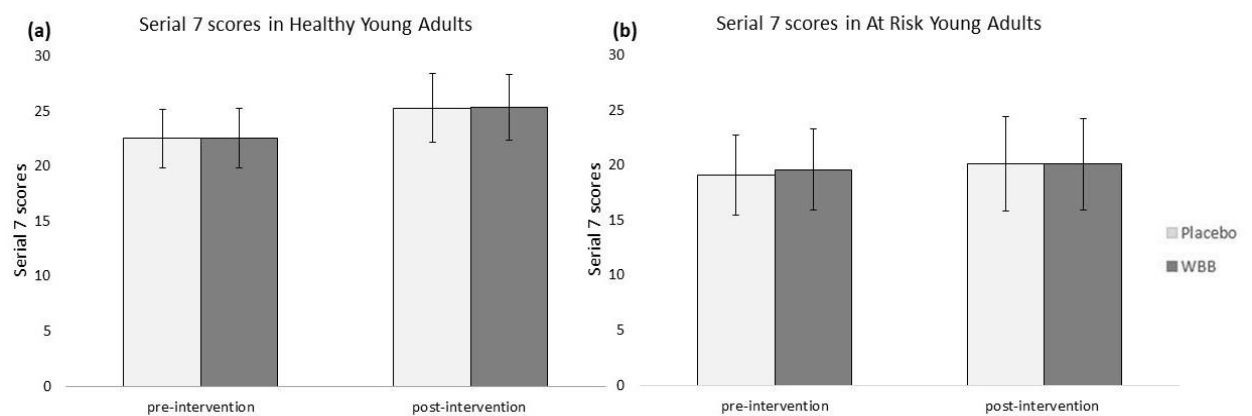 (a)
Serial 7 scores in Healthy Young Adults
30
25
20
15
10
5
0
Serial 7 scores
pre-intervention
post-intervention
(b)
Serial 7 scores in At Risk Young Adults
30
25
20
15
10
5
0
Serial 7 scores
pre-intervention
post-intervention
Placebo
WBB